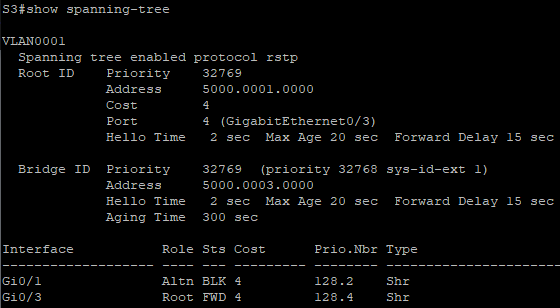 S3#show spanning-tree
VLAN0001
  Spanning tree enabled protocol rstp
  Root ID    Priority    32769
             Address     5000.0001.0000
             Cost        4
             Port        4 (GigabitEthernet0/3)
             Hello Time   2 sec  Max Age 20 sec  Forward Delay 15 sec
  Bridge ID  Priority    32769  (priority 32768 sys-id-ext 1)
             Address     5000.0003.0000
             Hello Time   2 sec  Max Age 20 sec  Forward Delay 15 sec
             Aging Time  300 sec
Interface           Role Sts Cost      Prio.Nbr Type
------------------- ---- --- --------- -------- --------------------
Gi0/1               Altn BLK 4         128.2    Shr
Gi0/3               Root FWD 4         128.4    Shr